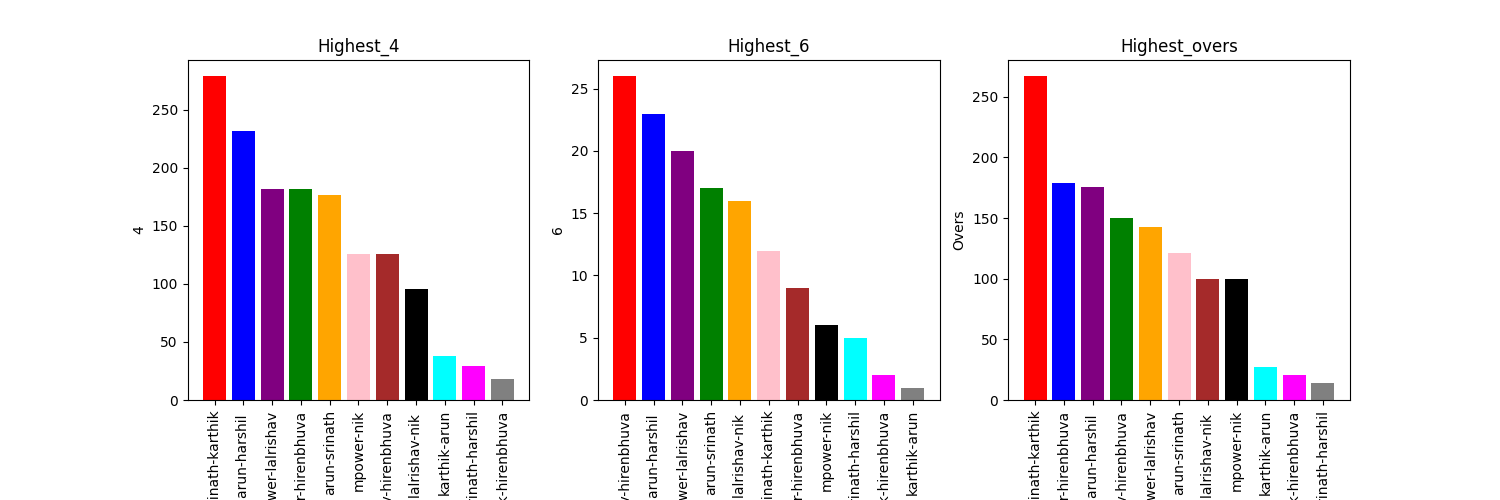 Highest_4
4
250
200
150
100
50
0
inath-karthik
arun-harshil
wer-lalrishav
r-hirenbhuva
arun-srinath
mpower-nik
v-hirenbhuva
lalrishav-nik
karthik-arun
inath-harshil
k-hirenbhuva
Highest_6
6
25
20
15
10
5
0
v-hirenbhuva
arun-harshil
wer-lalrishav
arun-srinath
lalrishav-nik
inath-karthik
r-hirenbhuva
mpower-nik
inath-harshil
k-hirenbhuva
karthik-arun
Highest_overs
Overs
250
200
150
100
50
0
inath-karthik
r-hirenbhuva
arun-harshil
v-hirenbhuva
wer-lalrishav
arun-srinath
lalrishav-nik
mpower-nik
karthik-arun
k-hirenbhuva
inath-harshil